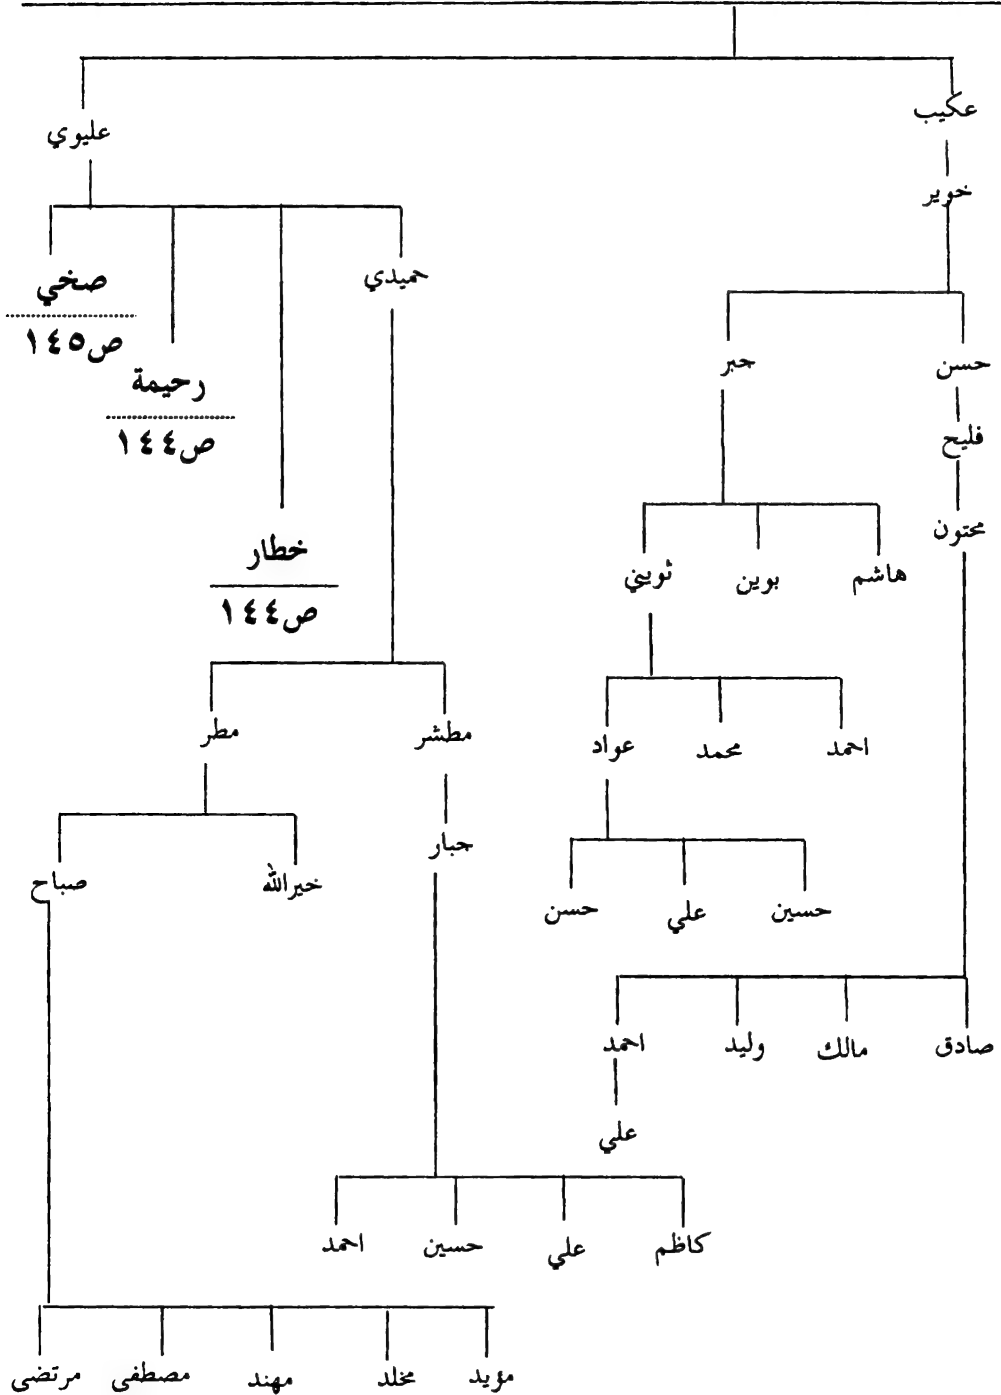 عكيب
عليوي
خوير
حميدي
صخي
ص١٤٥
رحيمة
ص١٤٤
خطار
ص١٤٤
حسن
جبر
فليح
محتون
هاشم
بوين
ثويني
احمد
محمد
عواد
مطشر
مطر
جبار
خيرالله
صباح
حسين
علي
حسن
صادق
مالك
وليد
احمد
علي
كاظم
علي
حسين
احمد
مؤيد
مخلد
مهند
مصطفى
مرتضى